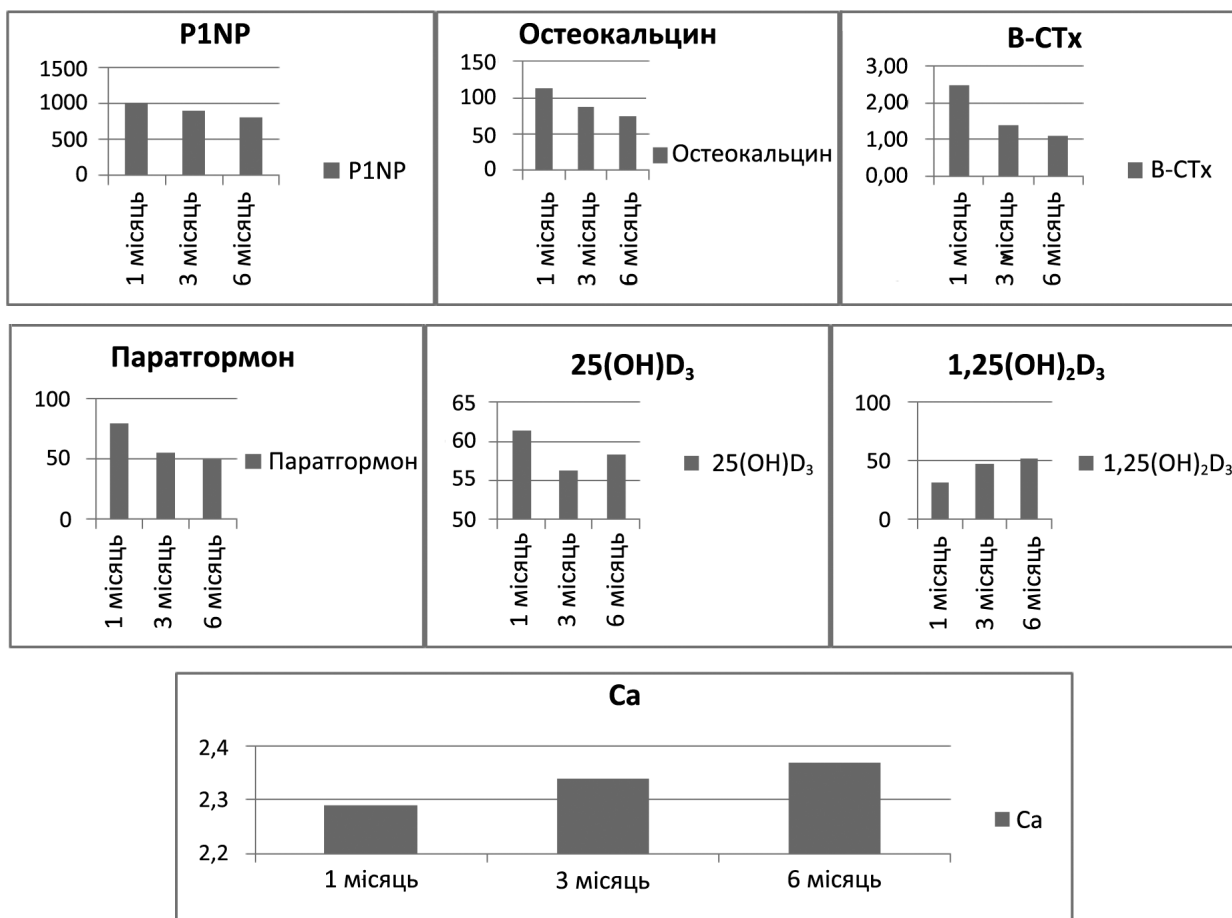 P1NP
1500
1000
500
0
1 місяць
3 місяць
6 місяць
P1NP
Остеокальцин
150
100
50
0
1 місяць
3 місяць
6 місяць
Остеокальцин
B-CTx
3,00
2,00
1,00
0,00
1 місяць
3 місяць
6 місяць
B-CTx
Паратгормон
100
50
0
1 місяць
3 місяць
6 місяць
Паратгормон
25(OH)D₃
65
60
55
50
1 місяць
3 місяць
6 місяць
25(OH)D₃
1,25(OH)₂D₃
100
50
0
1 місяць
3 місяць
6 місяць
1,25(OH)₂D₃
Ca
2,4
2,3
2,2
1 місяць
3 місяць
6 місяць
Ca